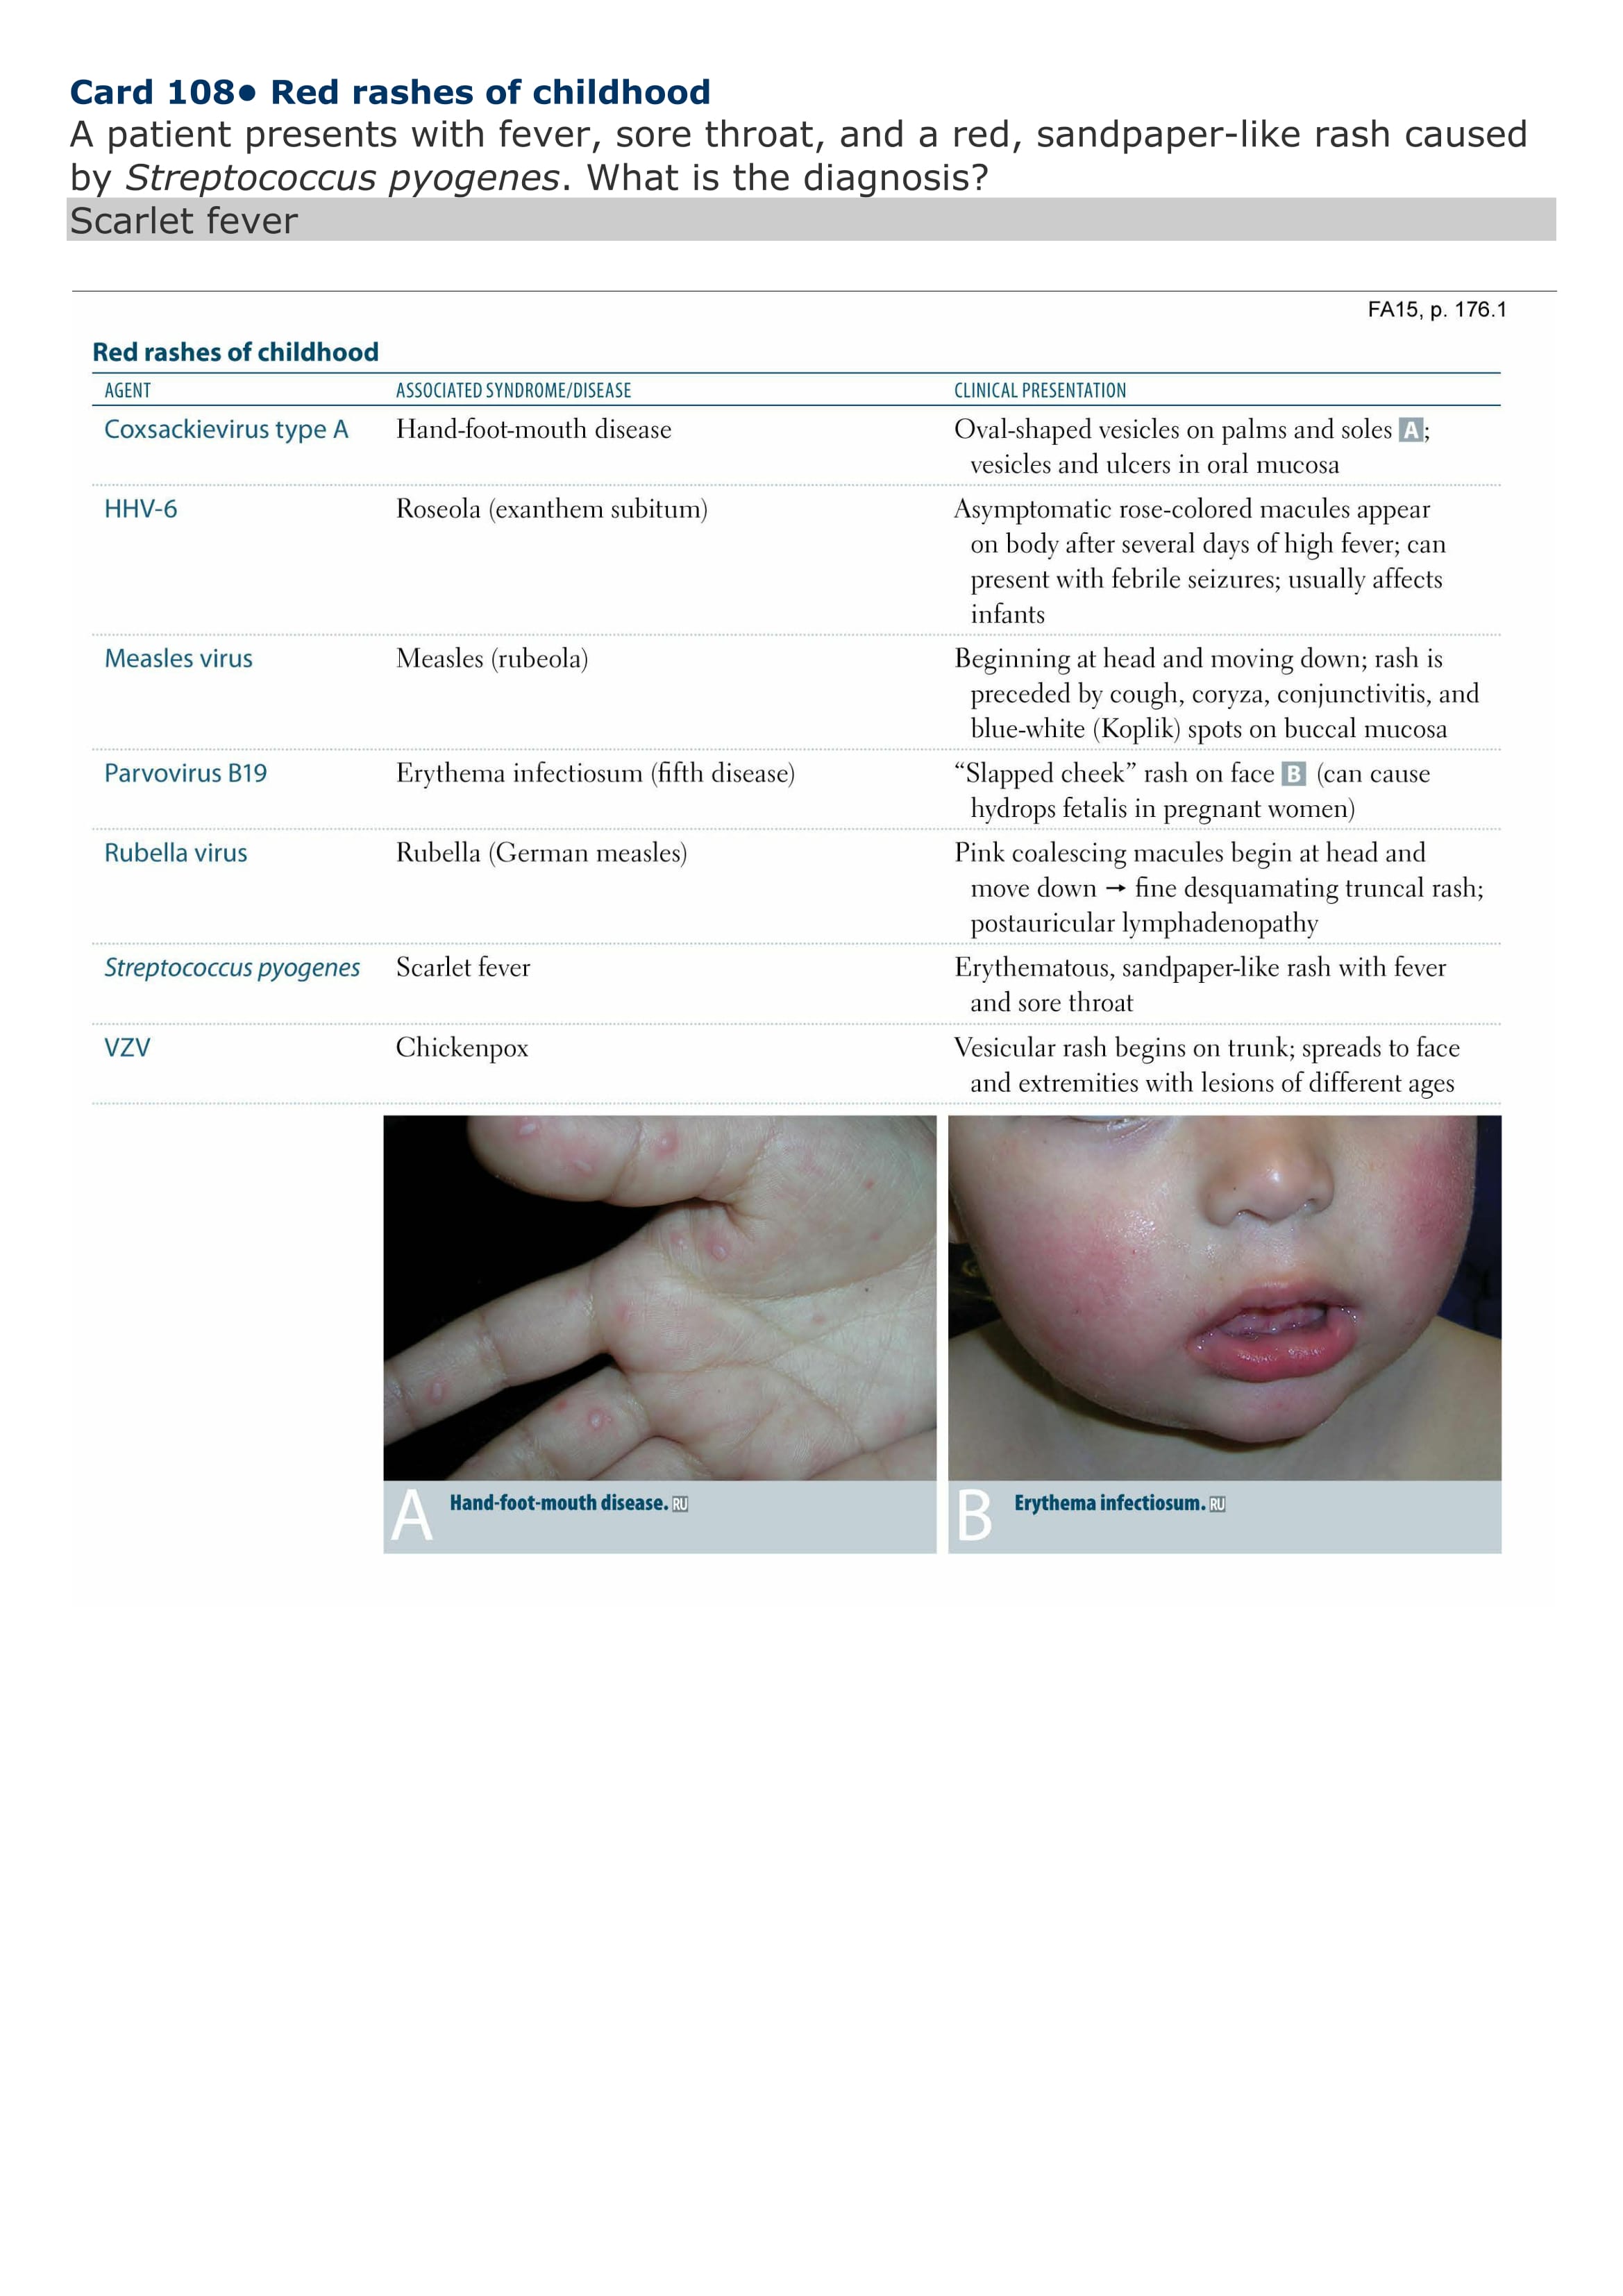 Card 108• Red rashes of childhood
A patient presents with fever, sore throat, and a red, sandpaper-like rash caused
by Streptococcus pyogenes. What is the diagnosis?
Scarlet fever
FA15, p. 176.1
Red rashes of childhood
AGENT ASSOCIATED SYNDROME/DISEASE CLINICAL PRESENTATION
Coxsackievirus type A Hand-foot-mouth disease Oval-shaped vesicles on palms and soles A;
vesicles and ulcers in oral mucosa
HHV-6 Roseola (exanthem subitum) Asymptomatic rose-colored macules appear
on body after several days of high fever; can
present with febrile seizures; usually affects
infants
Measles virus Measles (rubeola) Beginning at head and moving down; rash is
preceded by cough, coryza, conjunctivitis, and
blue-white (Koplik) spots on buccal mucosa
Parvovirus B19 Erythema infectiosum (fifth disease) “Slapped cheek” rash on face B (can cause
hydrops fetalis in pregnant women)
Rubella virus Rubella (German measles) Pink coalescing macules begin at head and
move down → fine desquamating truncal rash;
postauricular lymphadenopathy
Streptococcus pyogenes Scarlet fever Erythematous, sandpaper-like rash with fever
and sore throat
VZV Chickenpox Vesicular rash begins on trunk; spreads to face
and extremities with lesions of different ages
A Hand-foot-mouth disease. RU
B Erythema infectiosum. RU